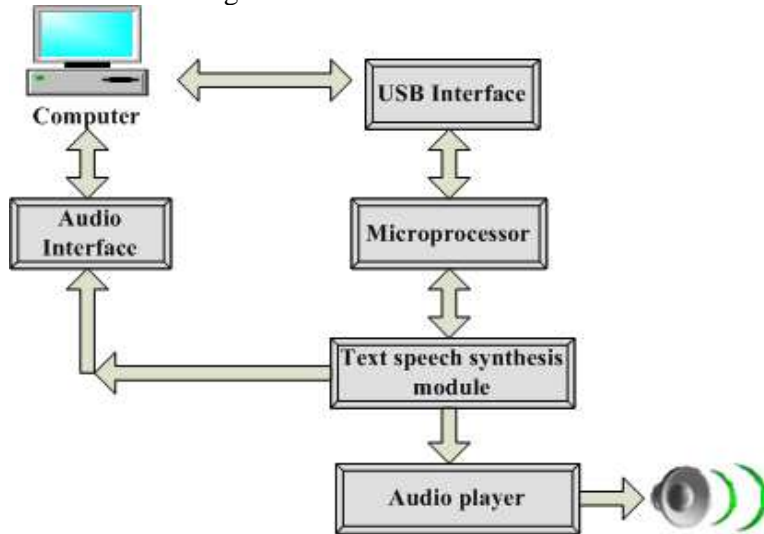 Computer
USB Interface
Audio
Interface
Microprocessor
Text speech synthesis
module
Audio player